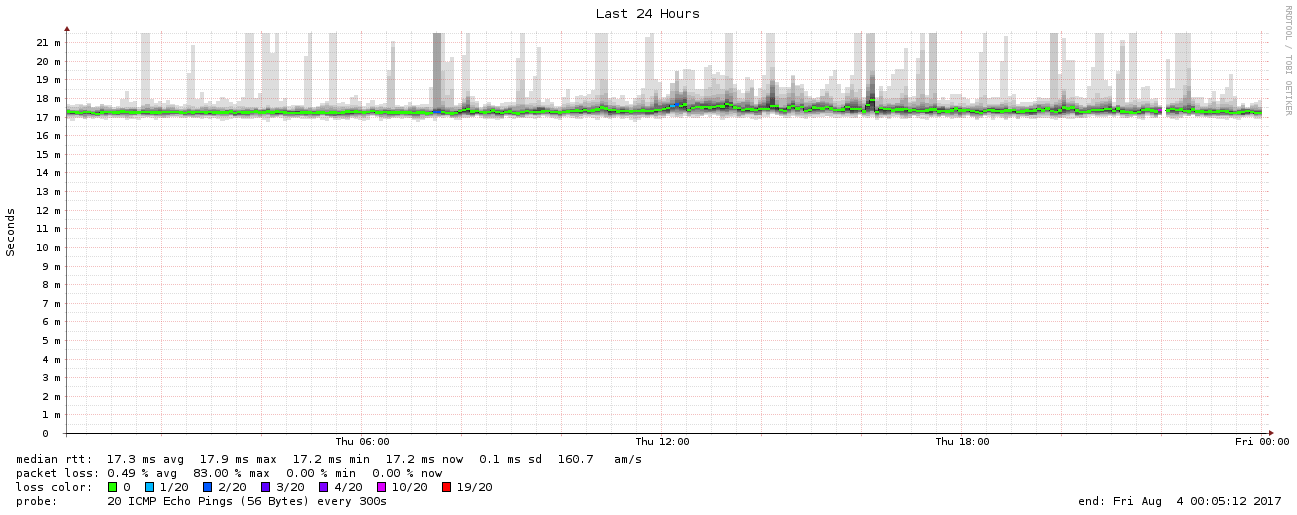 Last 24 Hours
RRDTOOL / TOBI OETIKER
Seconds
21 m
20 m
19 m
18 m
17 m
16 m
15 m
14 m
13 m
12 m
11 m
10 m
9 m
8 m
7 m
6 m
5 m
4 m
3 m
2 m
1 m
0
Thu 06:00 Thu 12:00 Thu 18:00 Fri 00:00
median rtt: 17.3 ms avg 17.9 ms max 17.2 ms min 17.2 ms now 0.1 ms sd 160.7 am/s
packet loss: 0.49 % avg 83.00 % max 0.00 % min 0.00 % now
loss color: 0 1/20 2/20 3/20 4/20 10/20 19/20
probe: 20 ICMP Echo Pings (56 Bytes) every 300s end: Fri Aug 4 00:05:12 2017